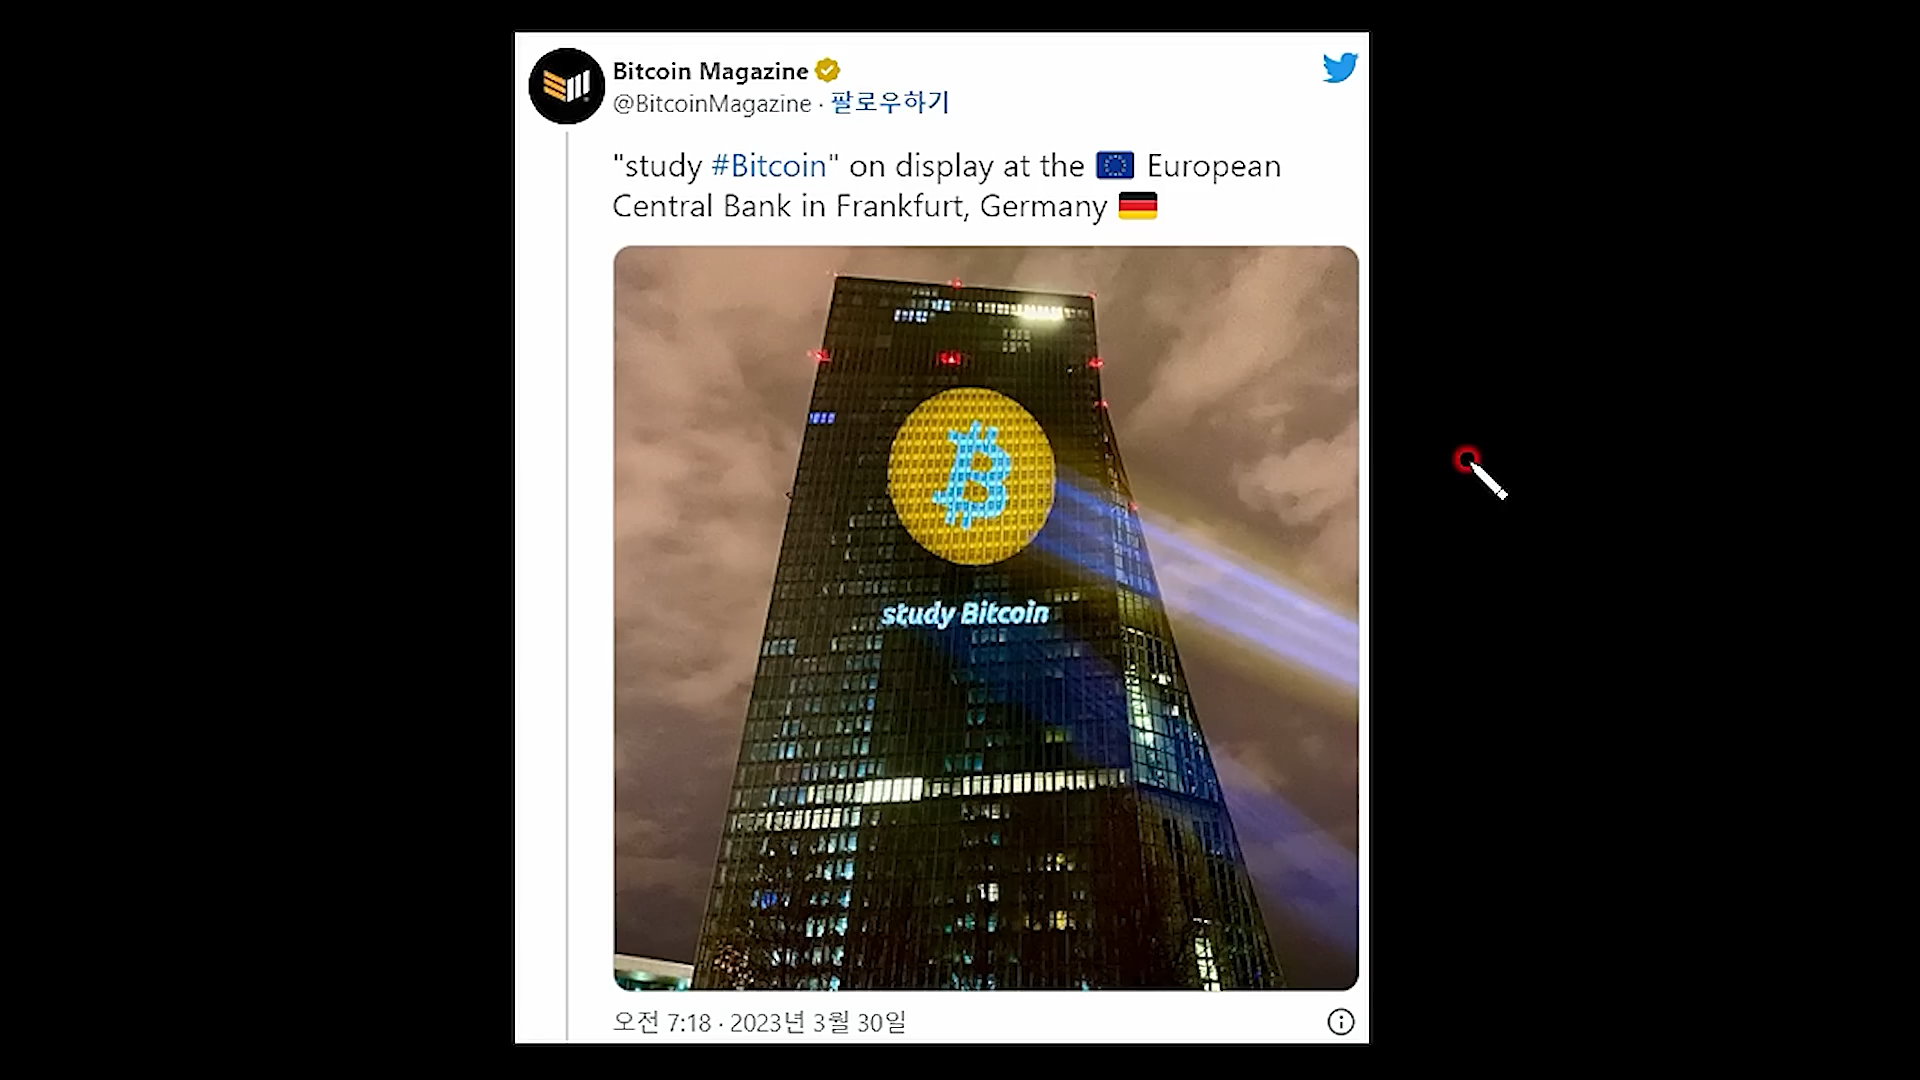 Bitcoin Magazine
@BitcoinMagazine · 팔로우하기
"study #Bitcoin" on display at the 🇪🇺 European
Central Bank in Frankfurt, Germany 🇩🇪
study Bitcoin
오전 7:18 · 2023년 3월 30일